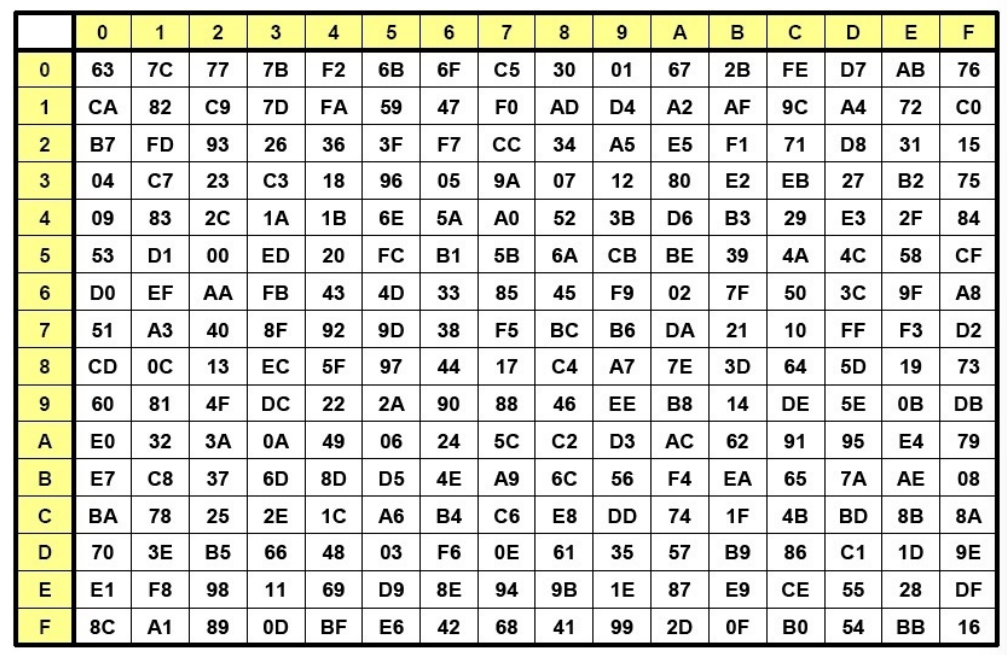 0 1 2 3 4 5 6 7 8 9 A B C D E F
0 63 7C 77 7B F2 6B 6F C5 30 01 67 2B FE D7 AB 76
1 CA 82 C9 7D FA 59 47 F0 AD D4 A2 AF 9C A4 72 C0
2 B7 FD 93 26 36 3F F7 CC 34 A5 E5 F1 71 D8 31 15
3 04 C7 23 C3 18 96 05 9A 07 12 80 E2 EB 27 B2 75
4 09 83 2C 1A 1B 6E 5A A0 52 3B D6 B3 29 E3 2F 84
5 53 D1 00 ED 20 FC B1 5B 6A CB BE 39 4A 4C 58 CF
6 D0 EF AA FB 43 4D 33 85 45 F9 02 7F 50 3C 9F A8
7 51 A3 40 8F 92 9D 38 F5 BC B6 DA 21 10 FF F3 D2
8 CD 0C 13 EC 5F 97 44 17 C4 A7 7E 3D 64 5D 19 73
9 60 81 4F DC 22 2A 90 88 46 EE B8 14 DE 5E 0B DB
A E0 32 3A 0A 49 06 24 5C C2 D3 AC 62 91 95 E4 79
B E7 C8 37 6D 8D D5 4E A9 6C 56 F4 EA 65 7A AE 08
C BA 78 25 2E 1C A6 B4 C6 E8 DD 74 1F 4B BD 8B 8A
D 70 3E B5 66 48 03 F6 0E 61 35 57 B9 86 C1 1D 9E
E E1 F8 98 11 69 D9 8E 94 9B 1E 87 E9 CE 55 28 DF
F 8C A1 89 0D BF E6 42 68 41 99 2D 0F B0 54 BB 16